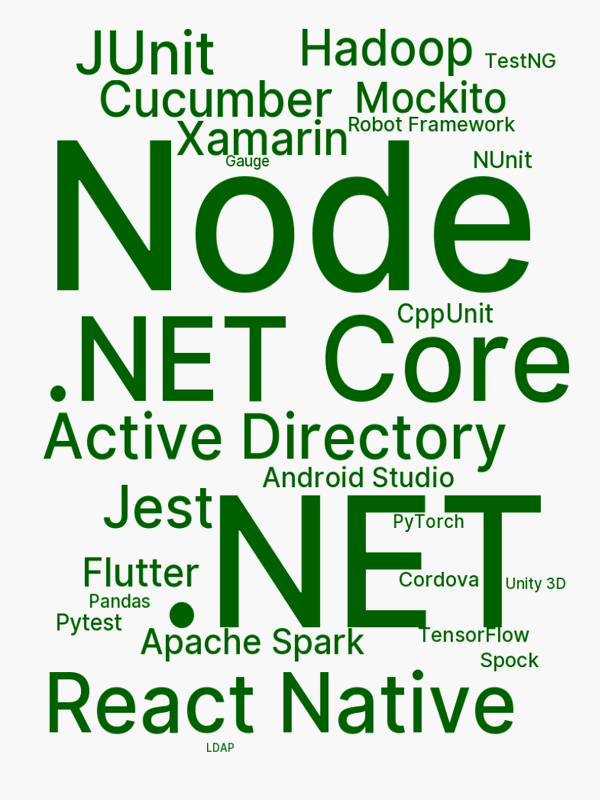 JUnit
Hadoop
TestNG
Cucumber
Mockito
Robot Framework
Xamarin
Gauge
NUnit
Node
CppUnit
.NET Core
Active Directory
Android Studio
Jest
.NET
PyTorch
Flutter
Cordova
Unity 3D
Pandas
Pytest
Apache Spark
TensorFlow
Spock
React Native
LDAP